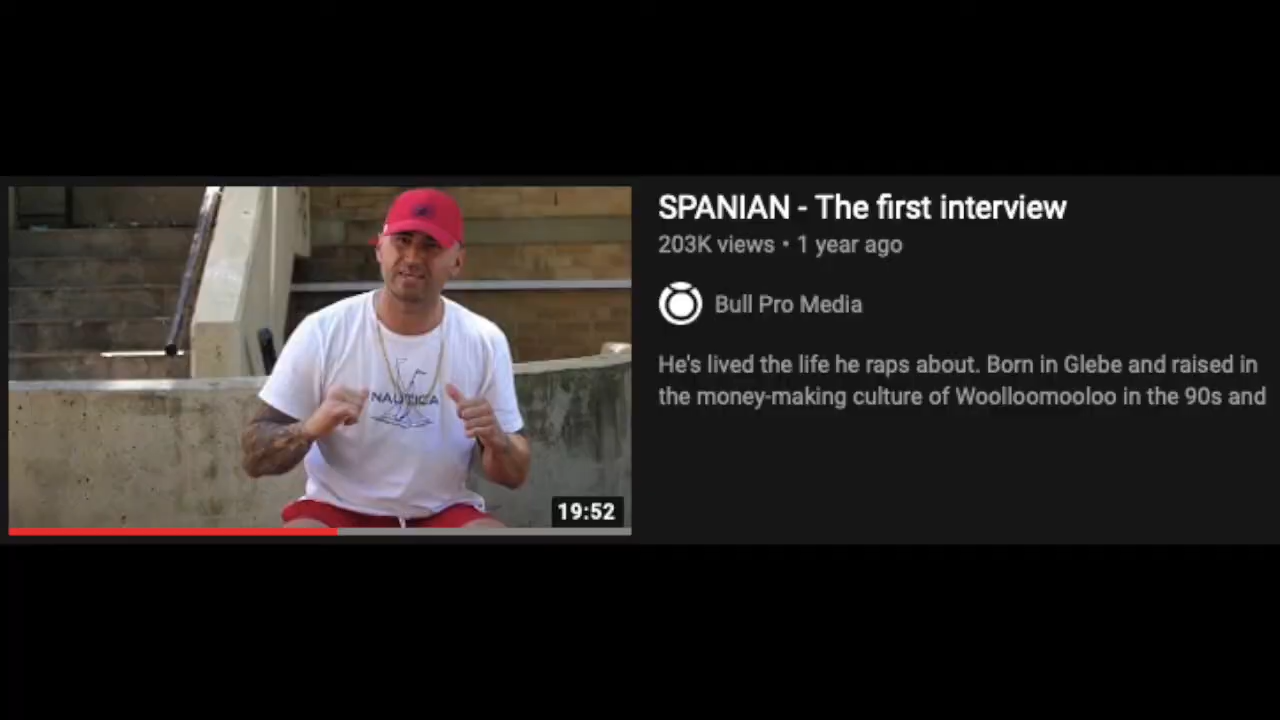 SPANIAN - The first interview
203K views • 1 year ago
Bull Pro Media
He's lived the life he raps about. Born in Glebe and raised in
the money-making culture of Woolloomooloo in the 90s and
NAUTICA
19:52